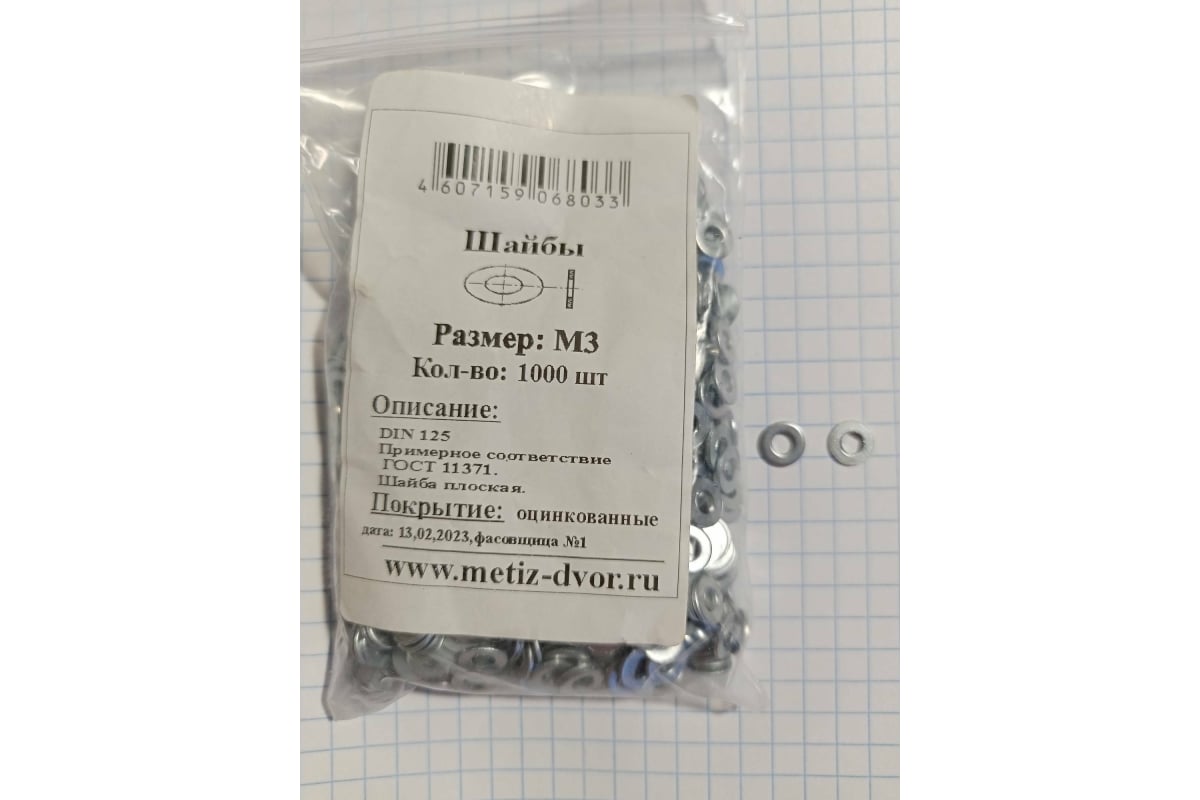 4 607159 068033
Шайбы
Размер: М3
Кол-во: 1000 шт
Описание:
DIN 125
Примерное соответствие
ГОСТ 11371.
Шайба плоская.
Покрытие: оцинкованные
дата: 13,02,2023,фасовщица №1
www.metiz-dvor.ru